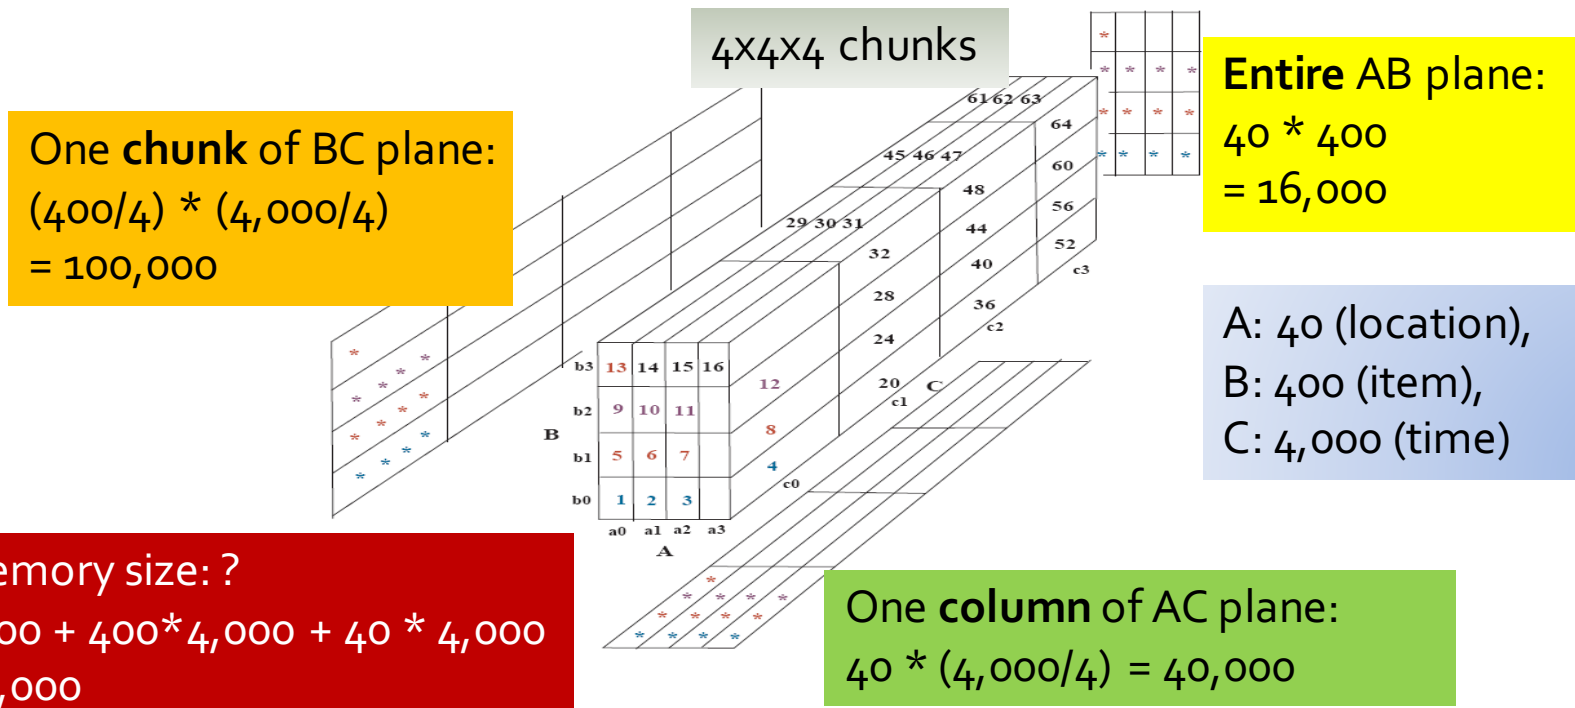 4x4x4 chunks
One chunk of BC plane:
(400/4) * (4,000/4)
= 100,000
Entire AB plane:
40 * 400
= 16,000
A: 40 (location),
B: 400 (item),
C: 4,000 (time)
61 62 63
64
45 46 47
60
48
56
29 30 31
44
52
32
40
c3
28
36
c2
24
20
C
c1
b3 13 14 15 16
12
b2 9 10 11
B
8
b1 5 6 7
4
c0
b0 1 2 3
a0 a1 a2 a3
A
emory size: ?
00 + 400*4,000 + 40 * 4,000
,000
One column of AC plane:
40 * (4,000/4) = 40,000